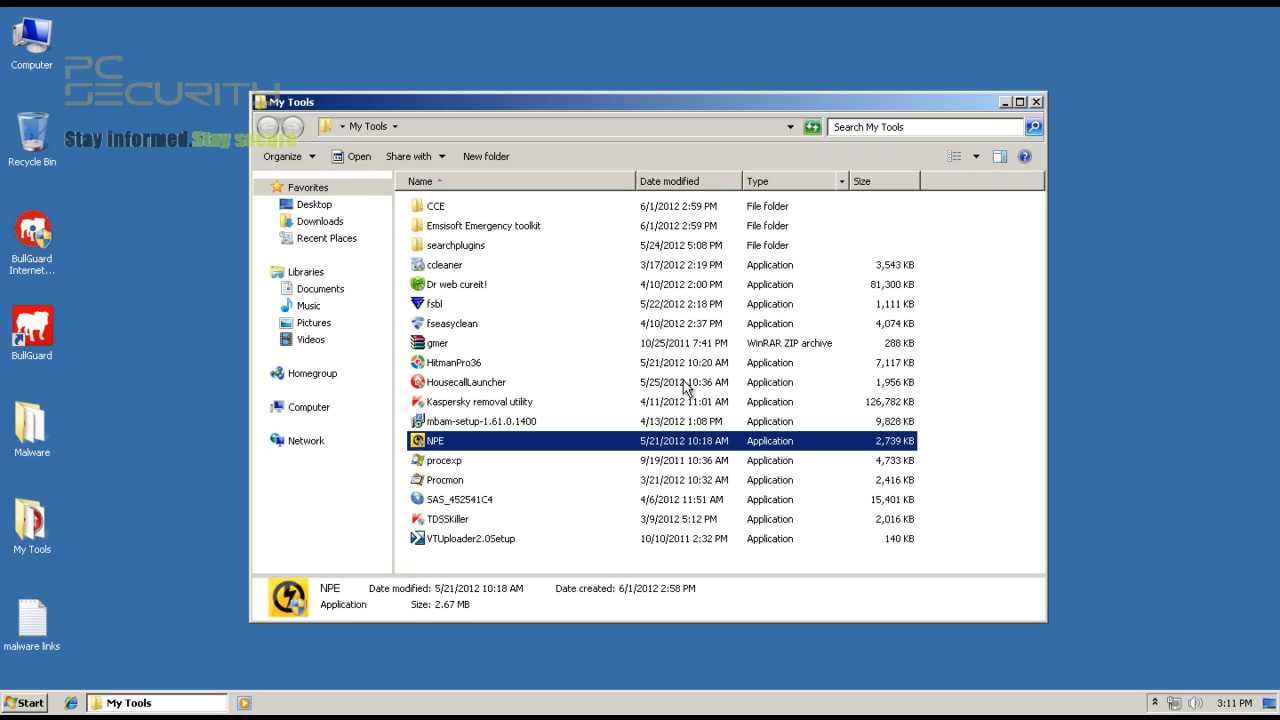 Computer
PC
SECURITY
Stay informed.Stay secure
Recycle Bin
BullGuard
Internet...
BullGuard
Malware
My Tools
malware links
My Tools
My Tools
Search My Tools
Organize
Open
Share with
New folder
Favorites
Desktop
Downloads
Recent Places
Libraries
Documents
Music
Pictures
Videos
Homegroup
Computer
Network
Name Date modified Type Size
CCE 6/1/2012 2:59 PM File folder
Emsisoft Emergency toolkit 6/1/2012 2:59 PM File folder
searchplugins 5/24/2012 5:08 PM File folder
ccleaner 3/17/2012 2:19 PM Application 3,543 KB
Dr web cureit! 4/10/2012 2:00 PM Application 81,300 KB
fsbl 5/22/2012 2:18 PM Application 1,111 KB
fseasyclean 4/10/2012 2:37 PM Application 4,074 KB
gmer 10/25/2011 7:41 PM WinRAR ZIP archive 288 KB
HitmanPro36 5/21/2012 10:20 AM Application 7,117 KB
HousecallLauncher 5/25/2012 10:36 AM Application 1,956 KB
Kaspersky removal utility 4/11/2012 11:01 AM Application 126,782 KB
mbam-setup-1.61.0.1400 4/13/2012 1:08 PM Application 9,828 KB
NPE 5/21/2012 10:18 AM Application 2,739 KB
procexp 9/19/2011 10:36 AM Application 4,733 KB
Procmon 3/21/2012 10:32 AM Application 2,416 KB
SAS_452541C4 4/6/2012 11:51 AM Application 15,401 KB
TDSSKiller 3/9/2012 5:12 PM Application 2,016 KB
VTUploader2.0Setup 10/10/2011 2:32 PM Application 140 KB
NPE Date modified: 5/21/2012 10:18 AM Date created: 6/1/2012 2:58 PM
Application Size: 2.67 MB
Start
My Tools
3:11 PM